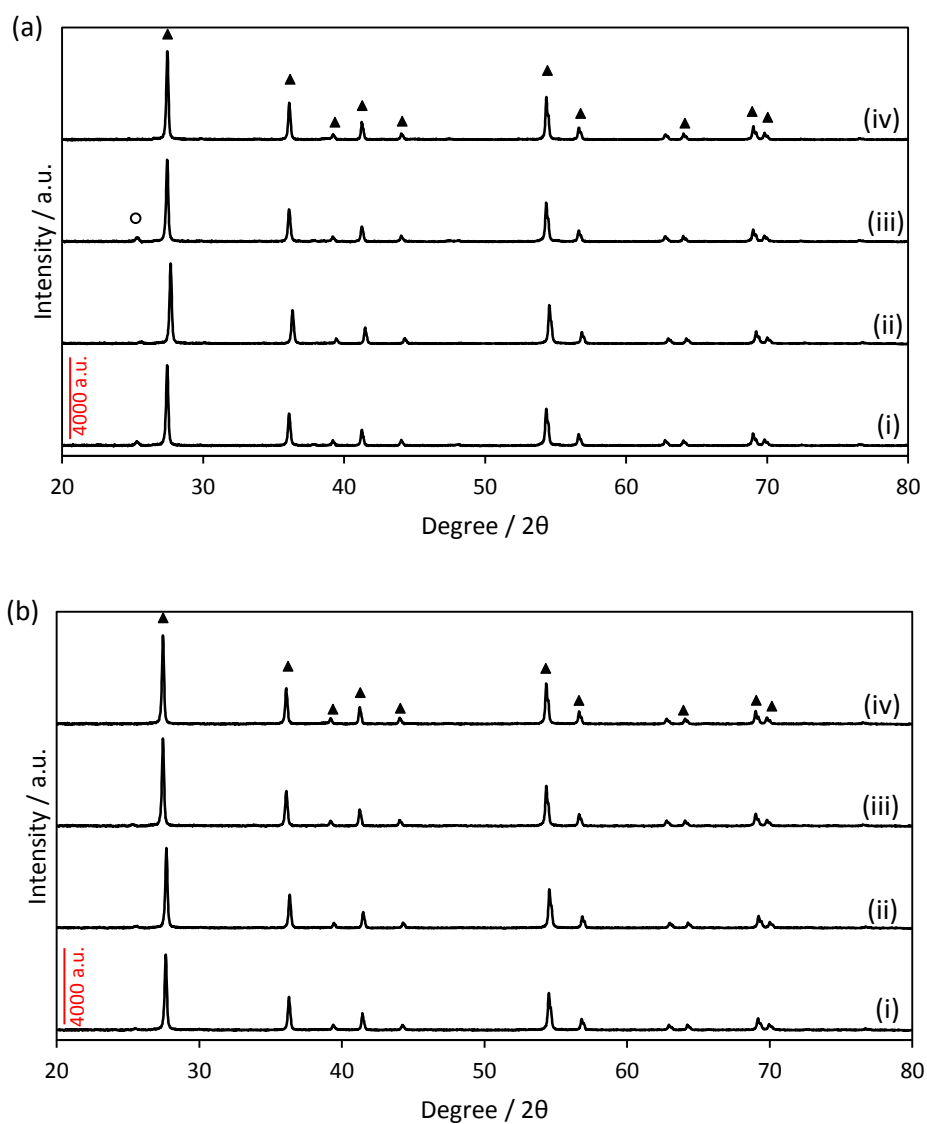 (a)
Intensity / a.u.
4000 a.u.
(iv)
(iii)
(ii)
(i)
20 30 40 50 60 70 80
Degree / 2θ
(b)
Intensity / a.u.
4000 a.u.
(iv)
(iii)
(ii)
(i)
20 30 40 50 60 70 80
Degree / 2θ